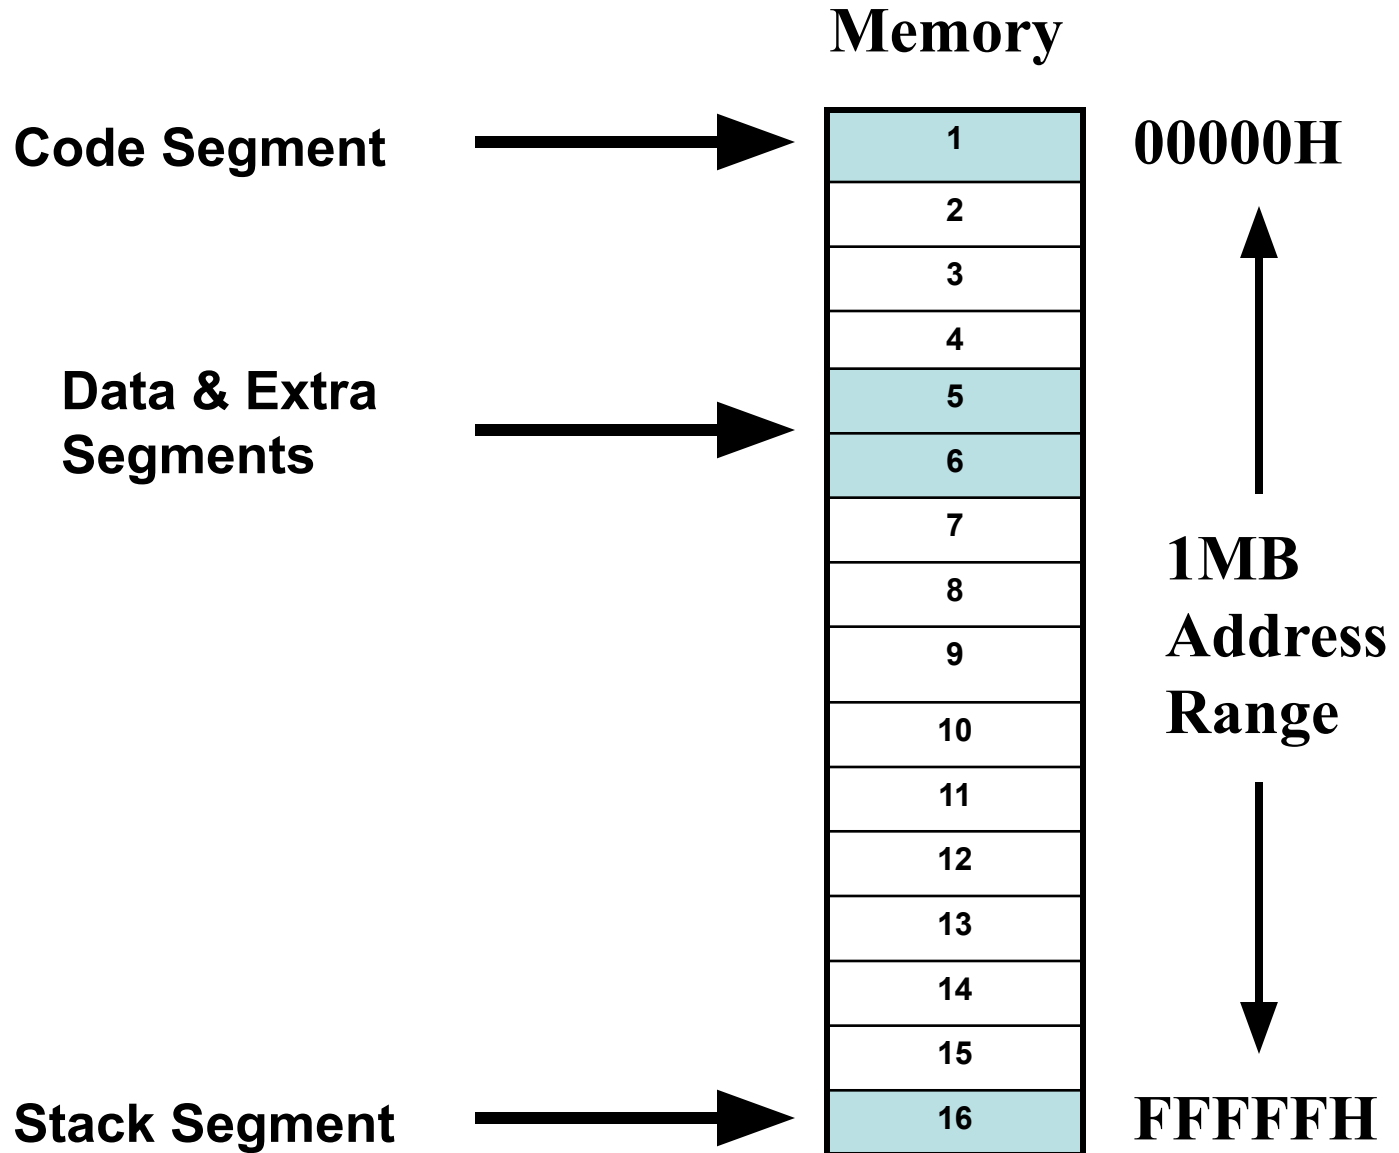 Memory
Code Segment
1
00000H
2
3
4
Data & Extra
Segments
5
6
7
8
9
10
11
12
13
14
15
1MB
Address
Range
Stack Segment
16
FFFFFH